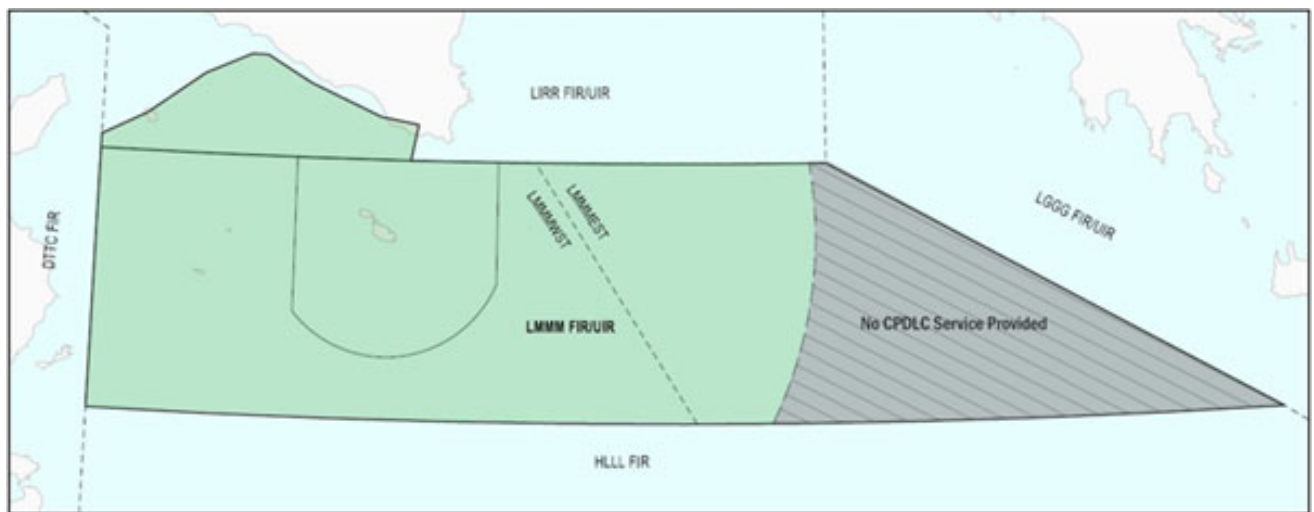 LIRR FIR/UIR
LGGG FIR/UIR
DTTC FIR
LMMMEST
LMMMWST
LMMM FIR/UIR
No CPDLC Service Provided
HLLL FIR